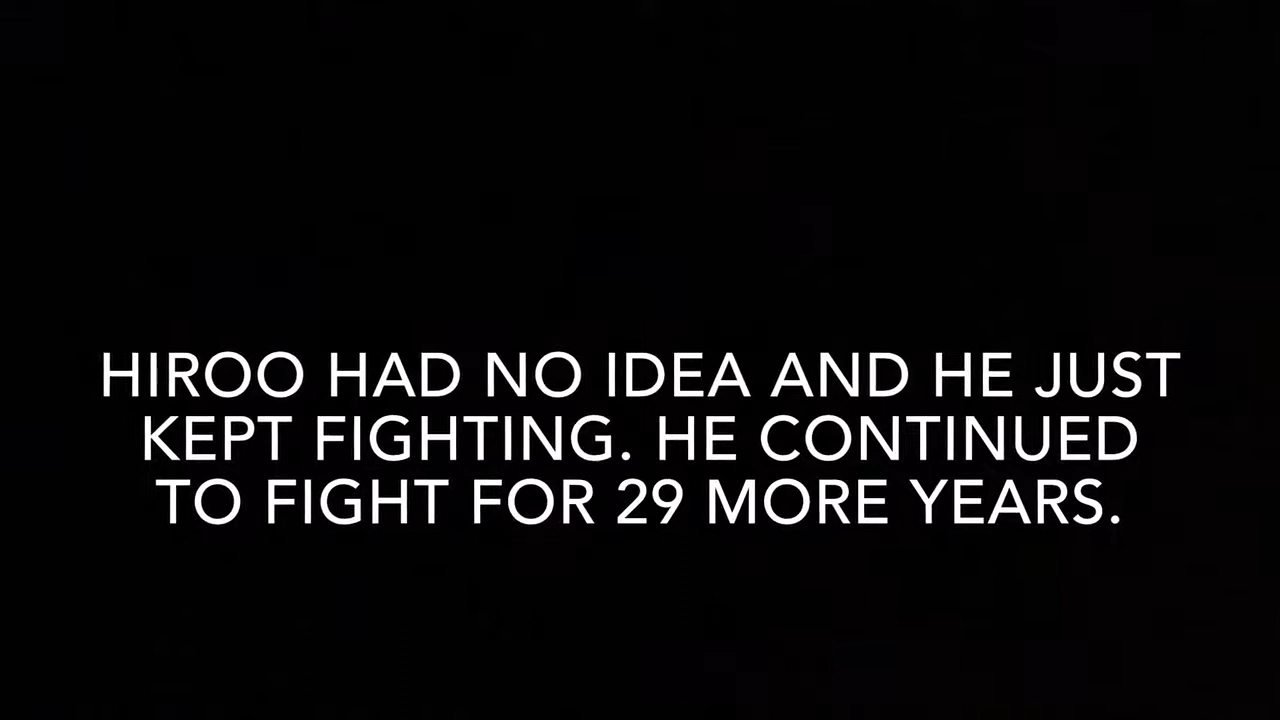 HIROO HAD NO IDEA AND HE JUST
KEPT FIGHTING. HE CONTINUED
TO FIGHT FOR 29 MORE YEARS.